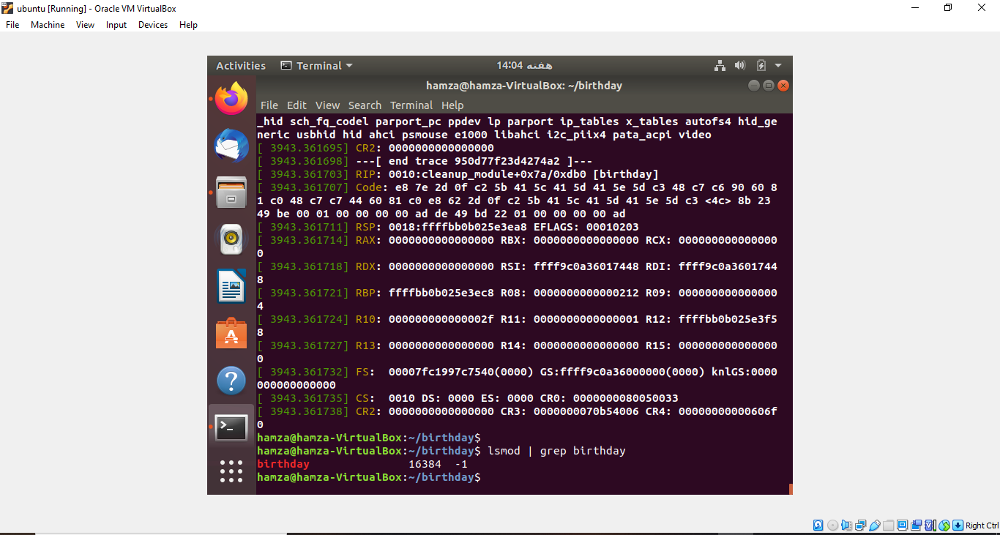 ubuntu [Running] - Oracle VM VirtualBox
File Machine View Input Devices Help
Activities Terminal 14:04 هفته
hamza@hamza-VirtualBox: ~/birthday
File Edit View Search Terminal Help
_hid sch_fq_codel parport_pc ppdev lp parport ip_tables x_tables autofs4 hid_ge
neric usbhid hid ahci psmouse e1000 libahci i2c_piix4 pata_acpi video
[ 3943.361695] CR2: 0000000000000000
[ 3943.361698] ---[ end trace 950d77f23d4274a2 ]---
[ 3943.361703] RIP: 0010:cleanup_module+0x7a/0xdb0 [birthday]
[ 3943.361707] Code: e8 7e 2d 0f c2 5b 41 5c 41 5d 41 5e 5d c3 48 c7 c6 90 60 8
1 c0 48 c7 c7 44 60 81 c0 e8 62 2d 0f c2 5b 41 5c 41 5d 41 5e 5d c3 <4c> 8b 23
49 be 00 01 00 00 00 00 ad de 49 bd 22 01 00 00 00 00 ad
[ 3943.361711] RSP: 0018:ffffbb0b025e3ea8 EFLAGS: 00010203
[ 3943.361714] RAX: 0000000000000000 RBX: 0000000000000000 RCX: 000000000000000
0
[ 3943.361718] RDX: 0000000000000000 RSI: ffff9c0a36017448 RDI: ffff9c0a3601744
8
[ 3943.361721] RBP: ffffbb0b025e3ec8 R08: 0000000000000212 R09: 000000000000000
4
[ 3943.361724] R10: 000000000000002f R11: 0000000000000001 R12: ffffbb0b025e3f5
8
[ 3943.361727] R13: 0000000000000000 R14: 0000000000000000 R15: 000000000000000
0
[ 3943.361732] FS:  00007fc1997c7540(0000) GS:ffff9c0a36000000(0000) knlGS:0000
000000000000
[ 3943.361735] CS:  0010 DS: 0000 ES: 0000 CR0: 0000000080050033
[ 3943.361738] CR2: 0000000000000000 CR3: 0000000070b54006 CR4: 00000000000606f
0
hamza@hamza-VirtualBox:~/birthday$
hamza@hamza-VirtualBox:~/birthday$ lsmod | grep birthday
birthday 16384 -1
hamza@hamza-VirtualBox:~/birthday$
Right Ctrl